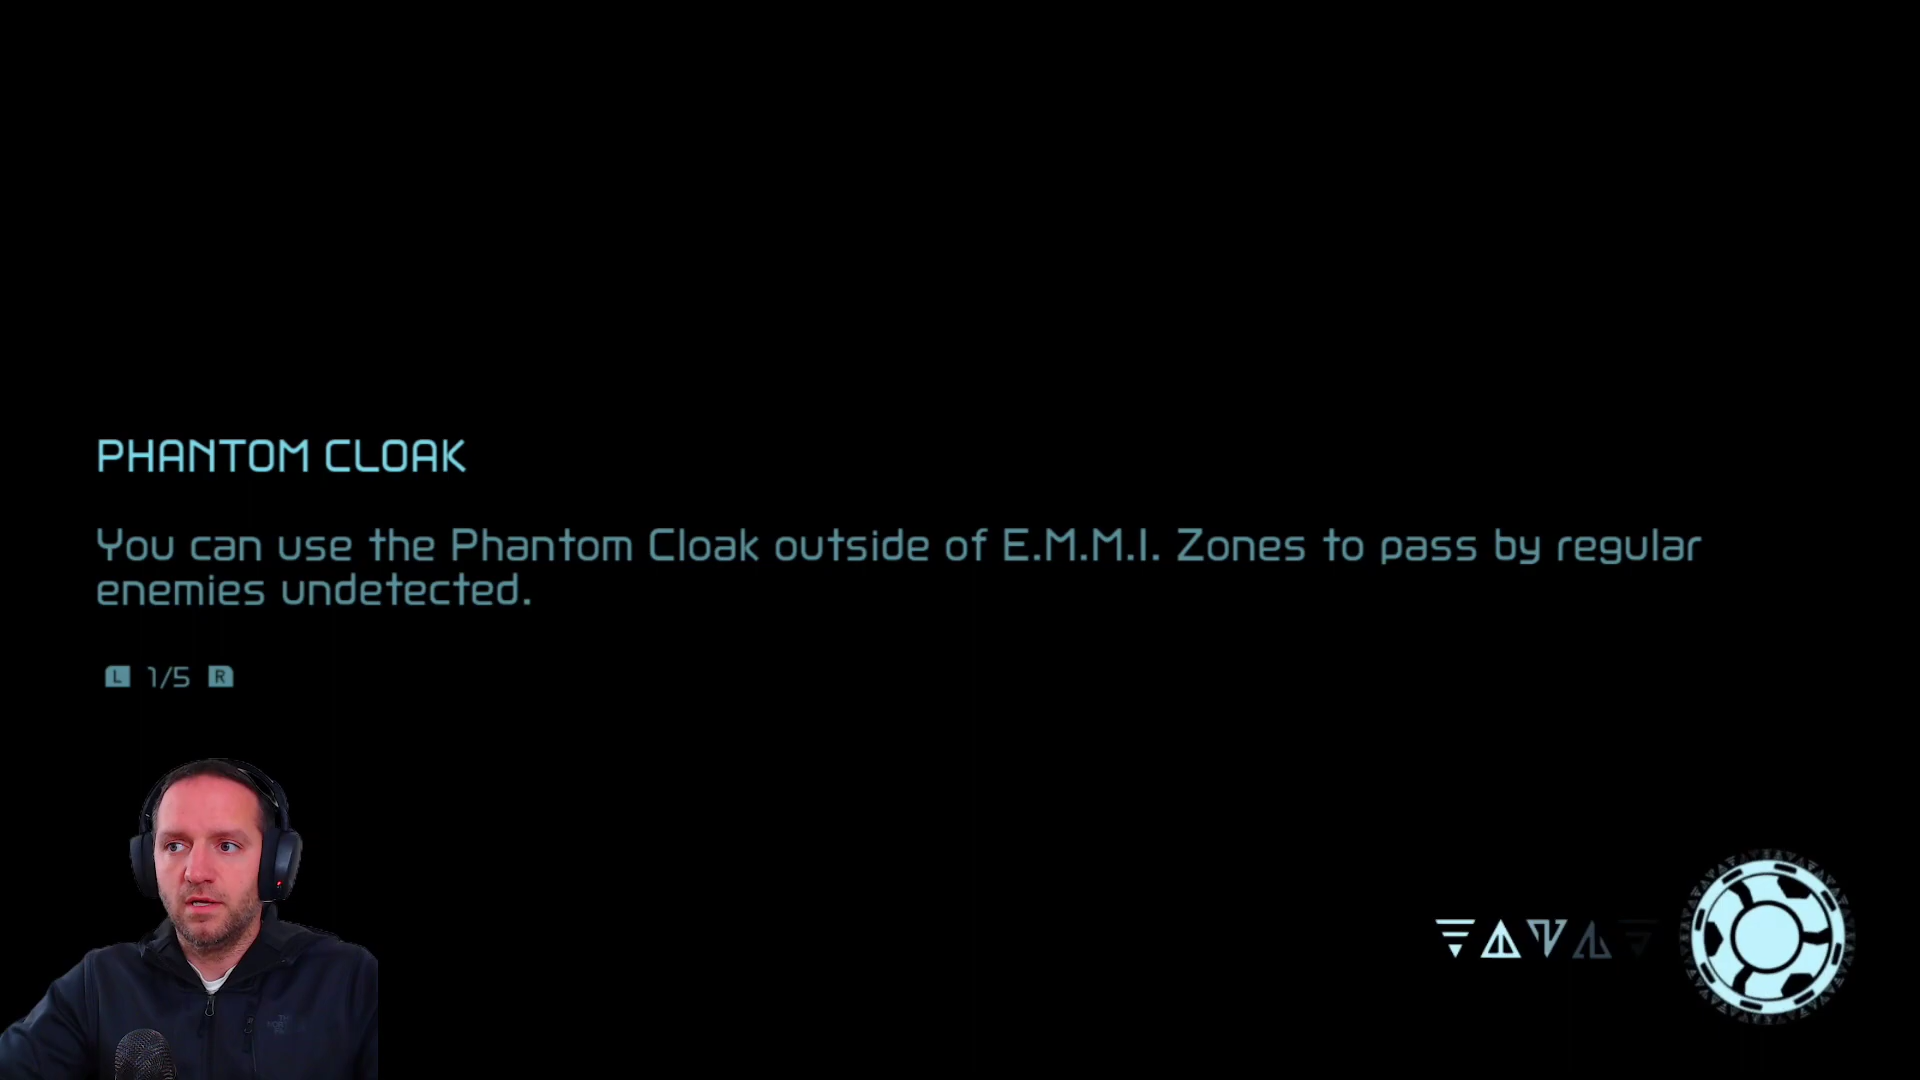 PHANTOM CLOAK
You can use the Phantom Cloak outside of E.M.M.I. Zones to pass by regular
enemies undetected.
L 1/5 R